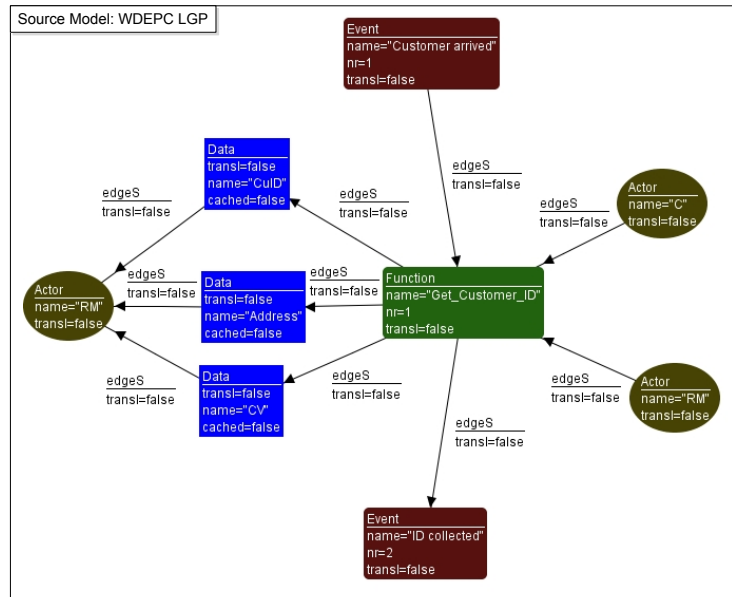 Source Model: WDEPC LGP
Event
name="Customer arrived"
nr=1
transl=false
edgeS
transl=false
Data
transl=false
name="CuID"
cached=false
edgeS
transl=false
edgeS
transl=false
Actor
name="C"
transl=false
edgeS
transl=false
Actor
name="RM"
transl=false
edgeS
transl=false
Data
transl=false
name="Address"
cached=false
edgeS
transl=false
Function
name="Get_Customer_ID"
nr=1
transl=false
edgeS
transl=false
Data
transl=false
name="CV"
cached=false
edgeS
transl=false
edgeS
transl=false
Actor
name="RM"
transl=false
edgeS
transl=false
Event
name="ID collected"
nr=2
transl=false